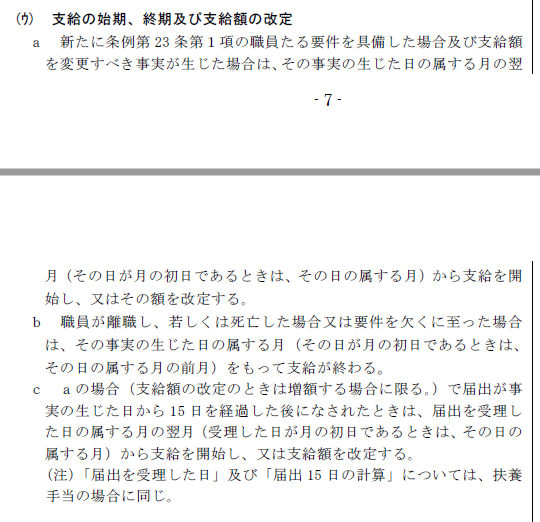 (ｳ) 支給の始期、終期及び支給額の改定
a 新たに条例第 23 条第 1 項の職員たる要件を具備した場合及び支給額
を変更すべき事実が生じた場合は、その事実の生じた日の属する月の翌
- 7 -
月（その日が月の初日であるときは、その日の属する月）から支給を開
始し、又はその額を改定する。
b 職員が離職し、若しくは死亡した場合又は要件を欠くに至った場合
は、その事実の生じた日の属する月（その日が月の初日であるときは、
その日の属する月の前月）をもって支給が終わる。
c aの場合（支給額の改定のときは増額する場合に限る。）で届出が事
実の生じた日から 15 日を経過した後になされたときは、届出を受理し
た日の属する月の翌月（受理した日が月の初日であるときは、その日の
属する月）から支給を開始し、又は支給額を改定する。
（注）「届出を受理した日」及び「届出 15 日の計算」については、扶養
手当の場合に同じ。